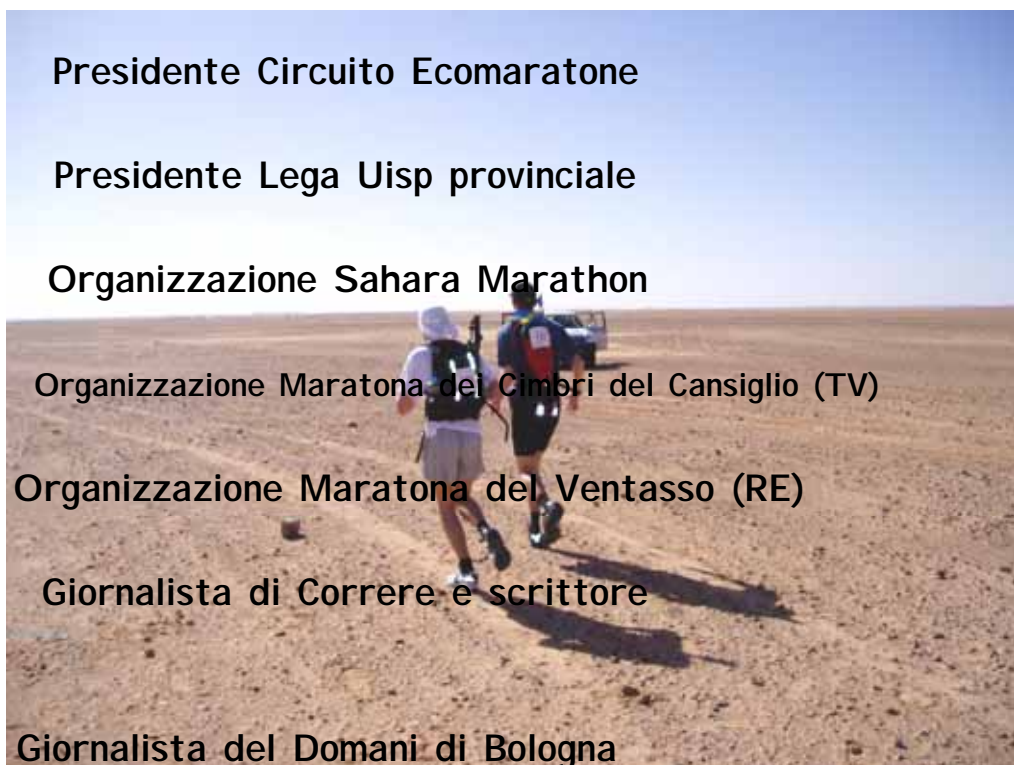 Presidente Circuito Ecomaratone
Presidente Lega Uisp provinciale
Organizzazione Sahara Marathon
Organizzazione Maratona dei Cimbri del Cansiglio (TV)
Organizzazione Maratona del Ventasso (RE)
Giornalista di Correre e scrittore
Giornalista del Domani di Bologna